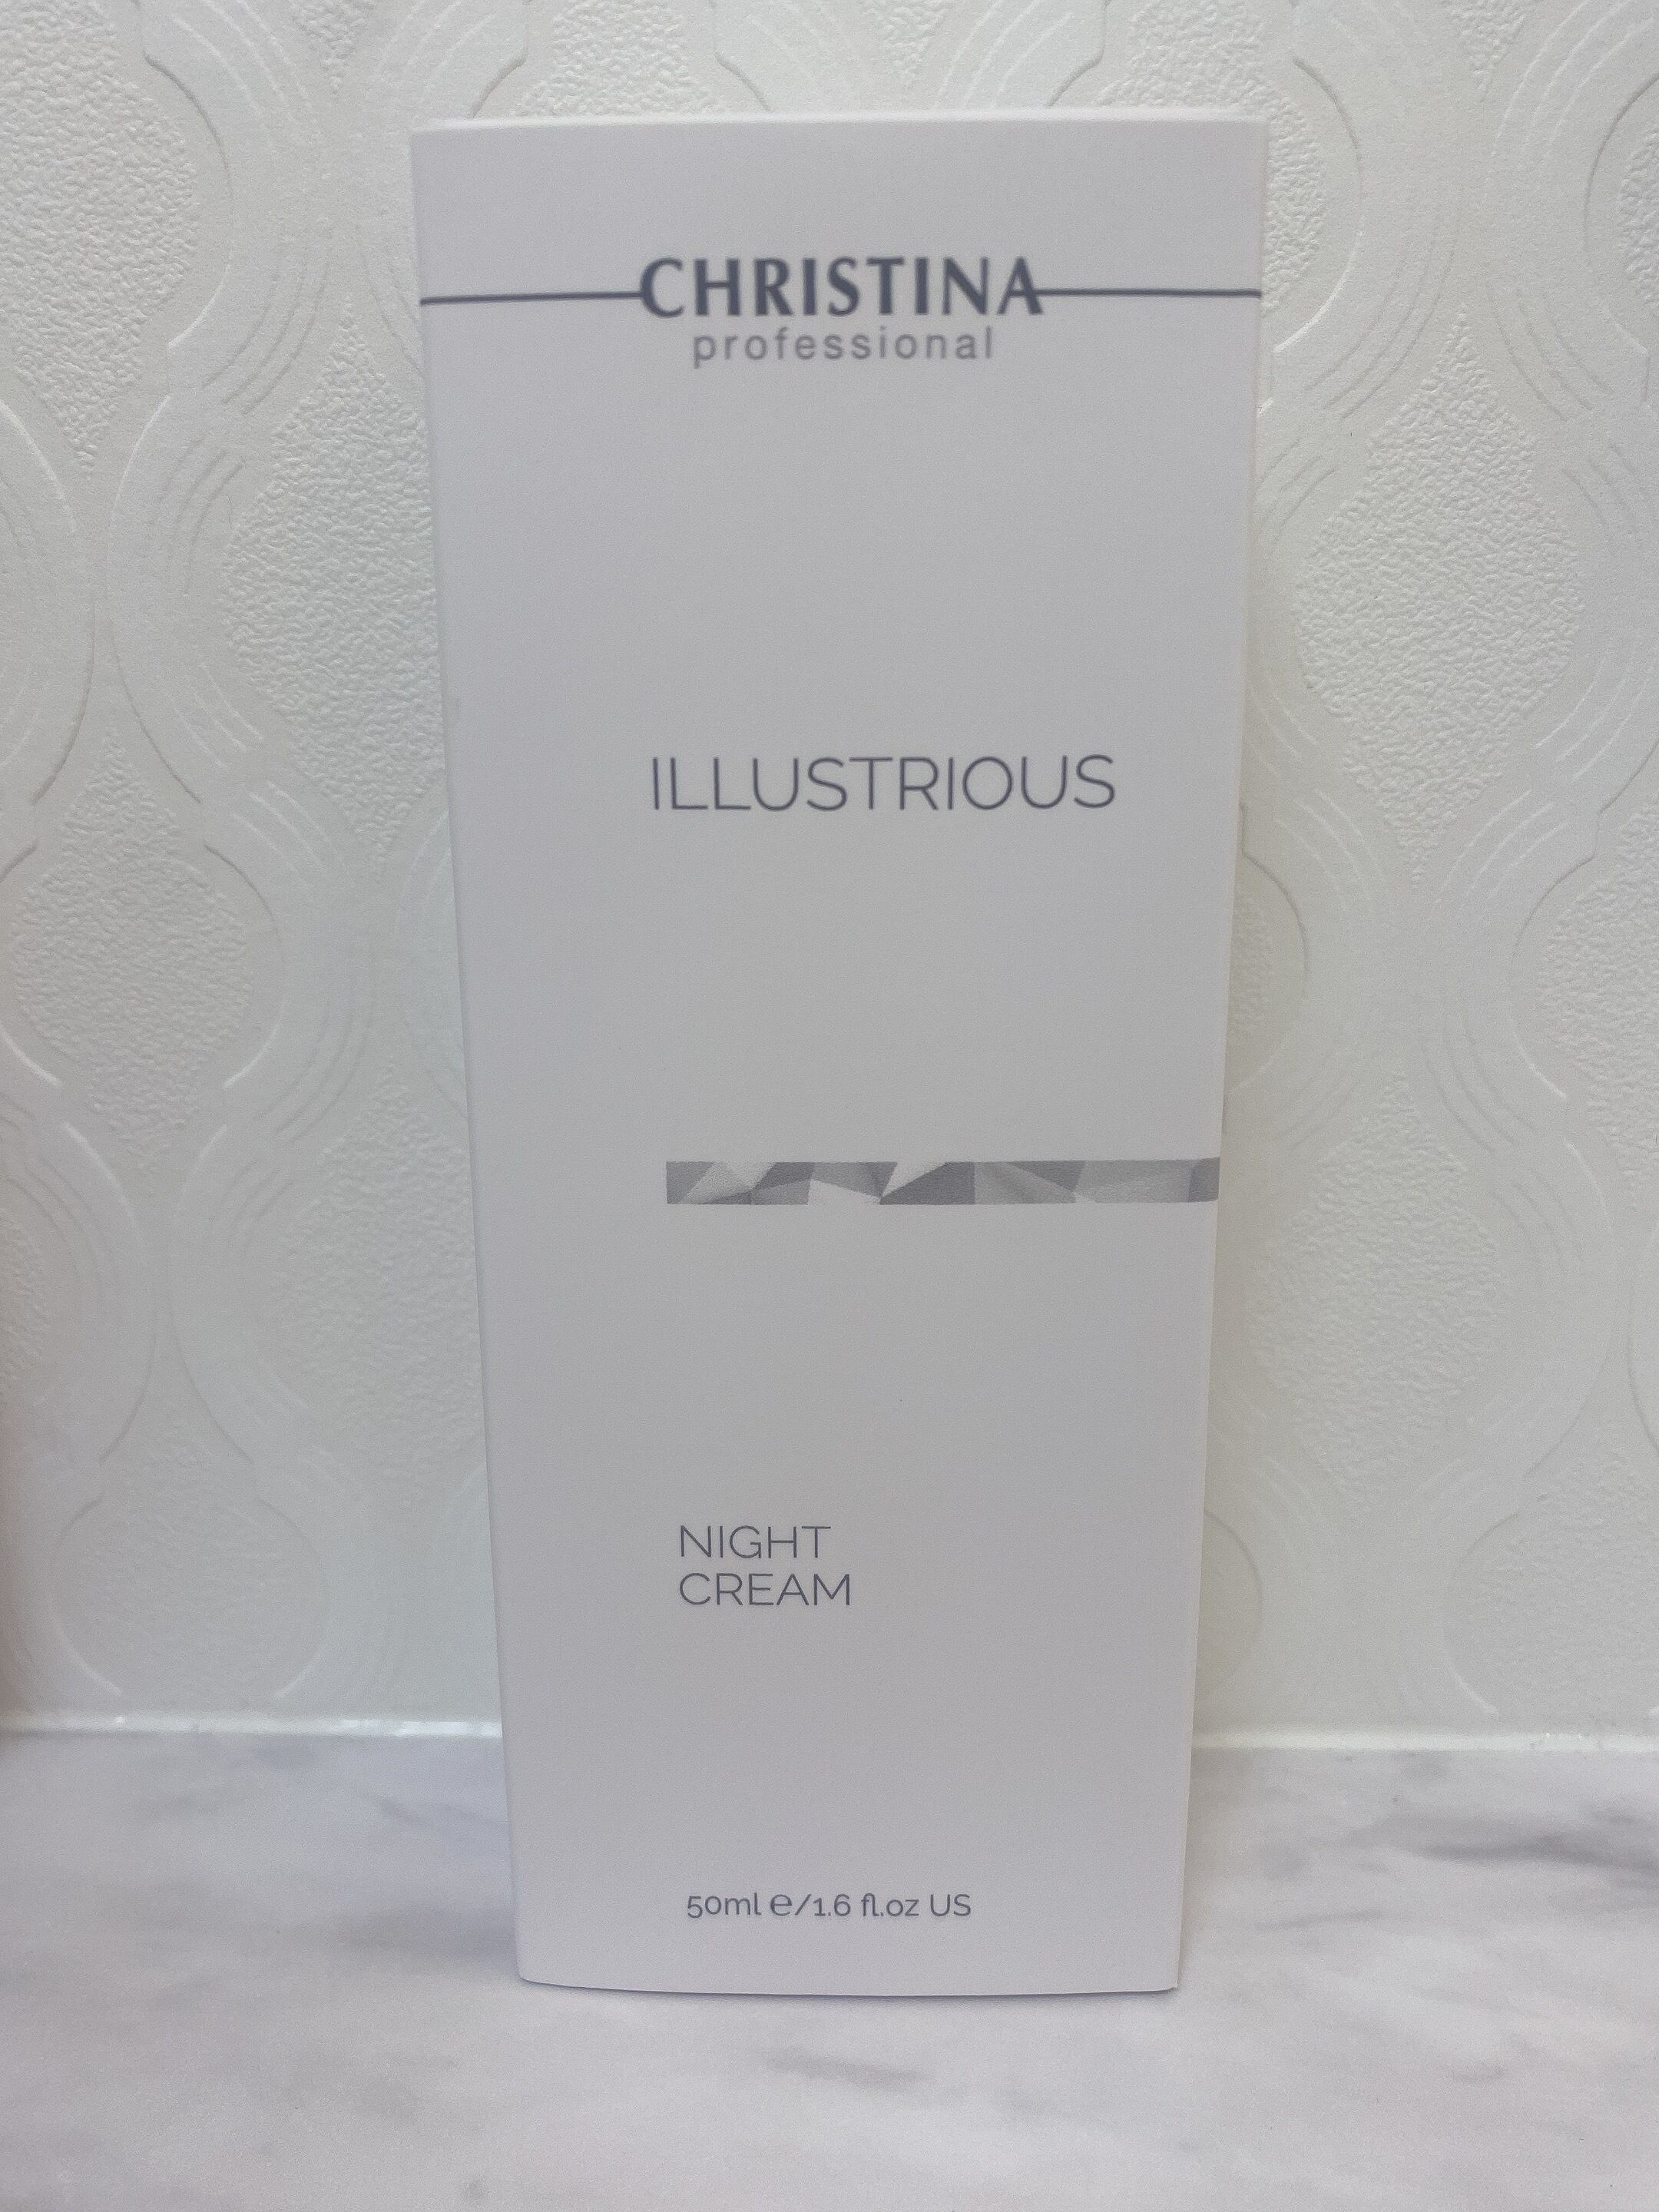 CHRISTINA
professional
ILLUSTRIOUS
NIGHT
CREAM
50ml ℮/1.6 fl.oz US